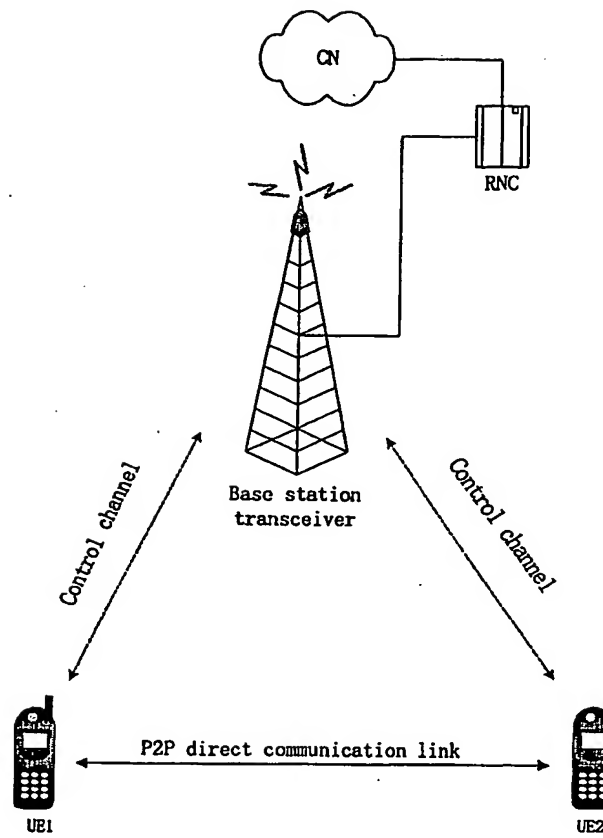 CN
RNC
Base station
transceiver
Control channel
Control channel
P2P direct communication link
UE1
UE2